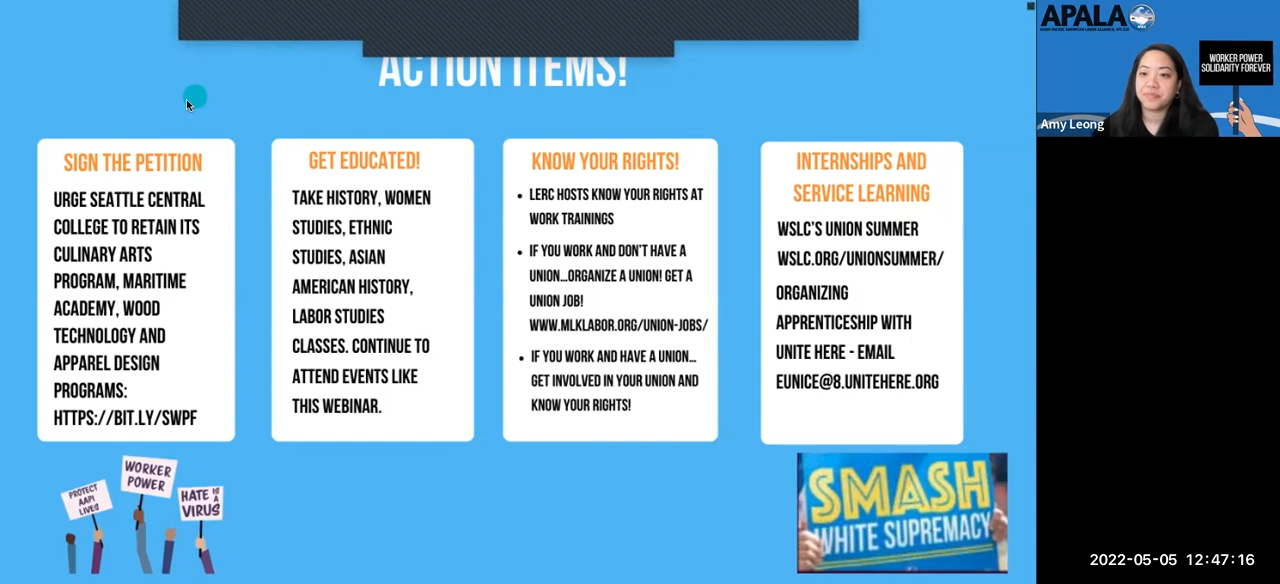 ACTION ITEMS!
SIGN THE PETITION
URGE SEATTLE CENTRAL
COLLEGE TO RETAIN ITS
CULINARY ARTS
PROGRAM, MARITIME
ACADEMY, WOOD
TECHNOLOGY AND
APPAREL DESIGN
PROGRAMS:
HTTPS://BIT.LY/SWPF
GET EDUCATED!
TAKE HISTORY, WOMEN
STUDIES, ETHNIC
STUDIES, ASIAN
AMERICAN HISTORY,
LABOR STUDIES
CLASSES. CONTINUE TO
ATTEND EVENTS LIKE
THIS WEBINAR.
KNOW YOUR RIGHTS!
• LERC HOSTS KNOW YOUR RIGHTS AT
WORK TRAININGS
• IF YOU WORK AND DON'T HAVE A
UNION...ORGANIZE A UNION! GET A
UNION JOB!
WWW.MLKLABOR.ORG/UNION-JOBS/
• IF YOU WORK AND HAVE A UNION...
GET INVOLVED IN YOUR UNION AND
KNOW YOUR RIGHTS!
INTERNSHIPS AND
SERVICE LEARNING
WSLC'S UNION SUMMER
WSLC.ORG/UNIONSUMMER/
ORGANIZING
APPRENTICESHIP WITH
UNITE HERE - EMAIL
EUNICE@8.UNITEHERE.ORG
PROTECT
AAPI
LIVES
WORKER
POWER
HATE IS
A
VIRUS
SMASH
WHITE SUPREMACY
APALA
ASIAN PACIFIC AMERICAN LABOR ALLIANCE, AFL-CIO
WORKER POWER
SOLIDARITY FOREVER
Amy Leong
2022-05-05 12:47:16